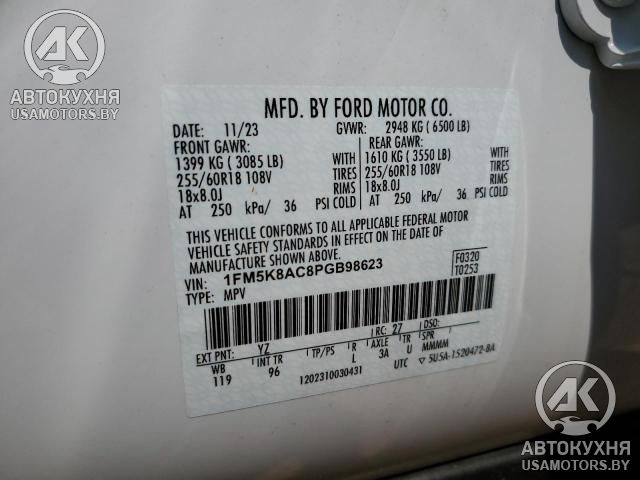 AK
АВТОКУХНЯ
USAMOTORS.BY
MFD. BY FORD MOTOR CO.
DATE: 11/23 GVWR: 2948 KG ( 6500 LB)
FRONT GAWR: REAR GAWR:
1399 KG ( 3085 LB) WITH 1610 KG ( 3550 LB) WITH
255/60R18 108V TIRES 255/60R18 108V TIRES
18x8.0J RIMS 18x8.0J RIMS
AT 250 kPa/ 36 PSI COLD AT 250 kPa/ 36 PSI COLD
THIS VEHICLE CONFORMS TO ALL APPLICABLE FEDERAL MOTOR
VEHICLE SAFETY STANDARDS IN EFFECT ON THE DATE OF
MANUFACTURE SHOWN ABOVE.
VIN: 1FM5K8AC8PGB98623 F0320
TYPE: MPV T0253
EXT PNT: YZ RC: 27 DSO:
WB INT TR TP/PS R AXLE TR SPR
119 96 L 3A U MMMM
1202310030431 UTC ▽ 5USA-1520472-BA
AK
АВТОКУХНЯ
USAMOTORS.BY